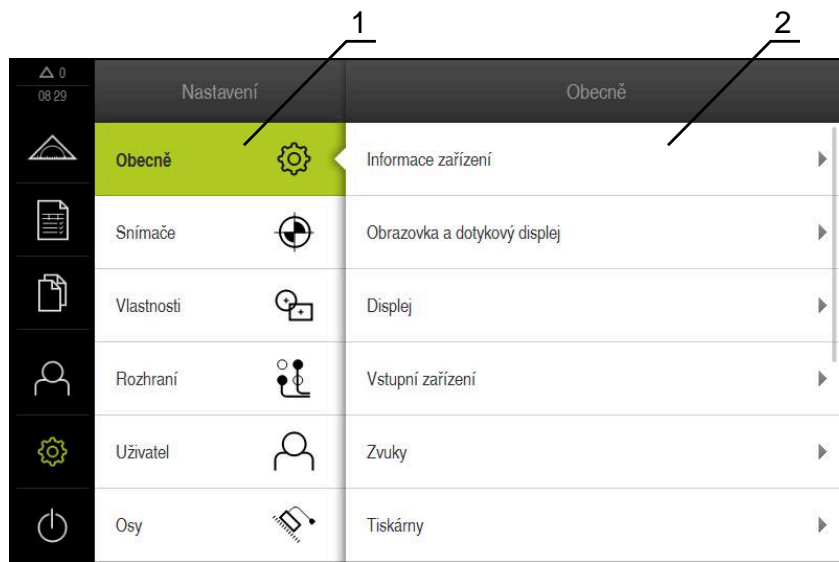 1
2
0
08 29
Nastavení
Obecně
Obecně
Informace zařízení
Snímače
Obrazovka a dotykový displej
Vlastnosti
Displej
Rozhraní
Vstupní zařízení
Uživatel
Zvuky
Osy
Tiskárny